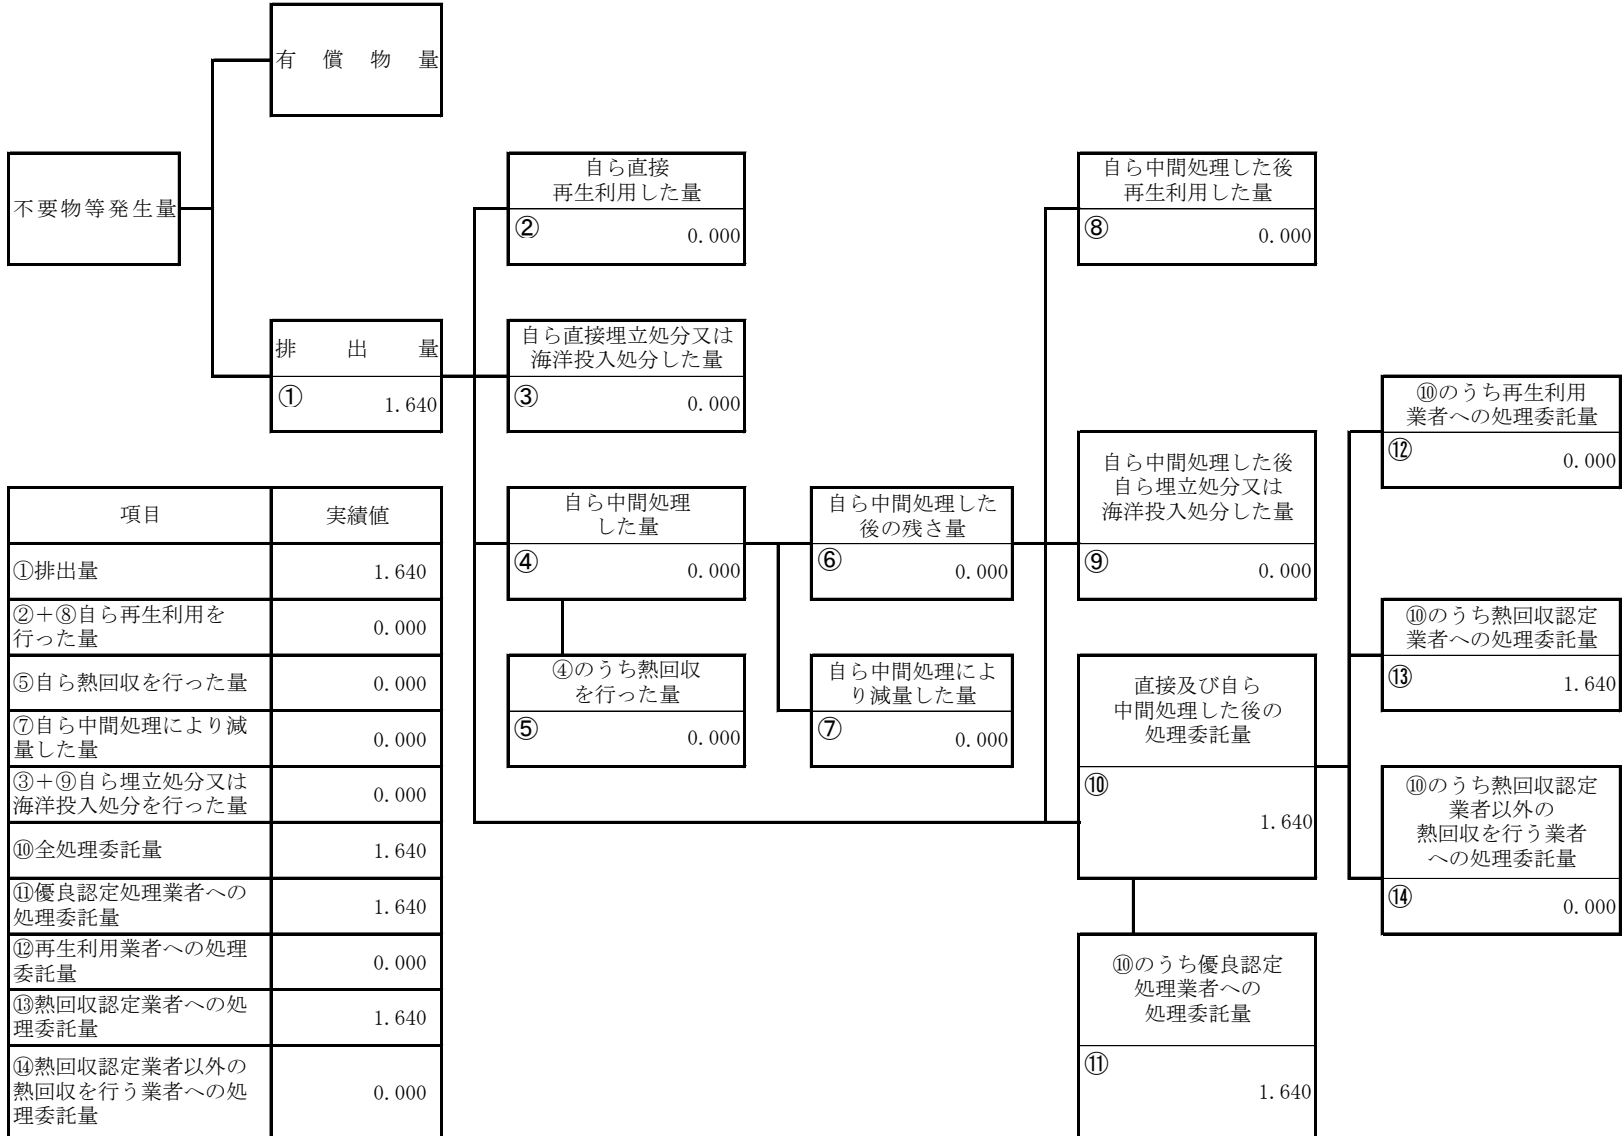 有償物量
不要物等発生量
自ら直接
再生利用した量
② 0.000
自ら中間処理した後
再生利用した量
⑧ 0.000
排出量
① 1.640
自ら直接埋立処分又は
海洋投入処分した量
③ 0.000
⑩のうち再生利用
業者への処理委託量
⑫ 0.000
自ら中間処理した後
自ら埋立処分又は
海洋投入処分した量
⑨ 0.000
自ら中間処理
した量
④ 0.000
自ら中間処理した
後の残さ量
⑥ 0.000
④のうち熱回収
を行った量
⑤ 0.000
自ら中間処理によ
り減量した量
⑦ 0.000
直接及び自ら
中間処理した後の
処理委託量
⑩
1.640
⑩のうち熱回収認定
業者への処理委託量
⑬ 1.640
⑩のうち熱回収認定
業者以外の
熱回収を行う業者
への処理委託量
⑭ 0.000
⑩のうち優良認定
処理業者への
処理委託量
⑪
1.640
項目 実績値
①排出量 1.640
②＋⑧自ら再生利用を
行った量 0.000
⑤自ら熱回収を行った量 0.000
⑦自ら中間処理により減
量した量 0.000
③＋⑨自ら埋立処分又は
海洋投入処分を行った量 0.000
⑩全処理委託量 1.640
⑪優良認定処理業者への
処理委託量 1.640
⑫再生利用業者への処理
委託量 0.000
⑬熱回収認定業者への処
理委託量 1.640
⑭熱回収認定業者以外の
熱回収を行う業者への処
理委託量 0.000